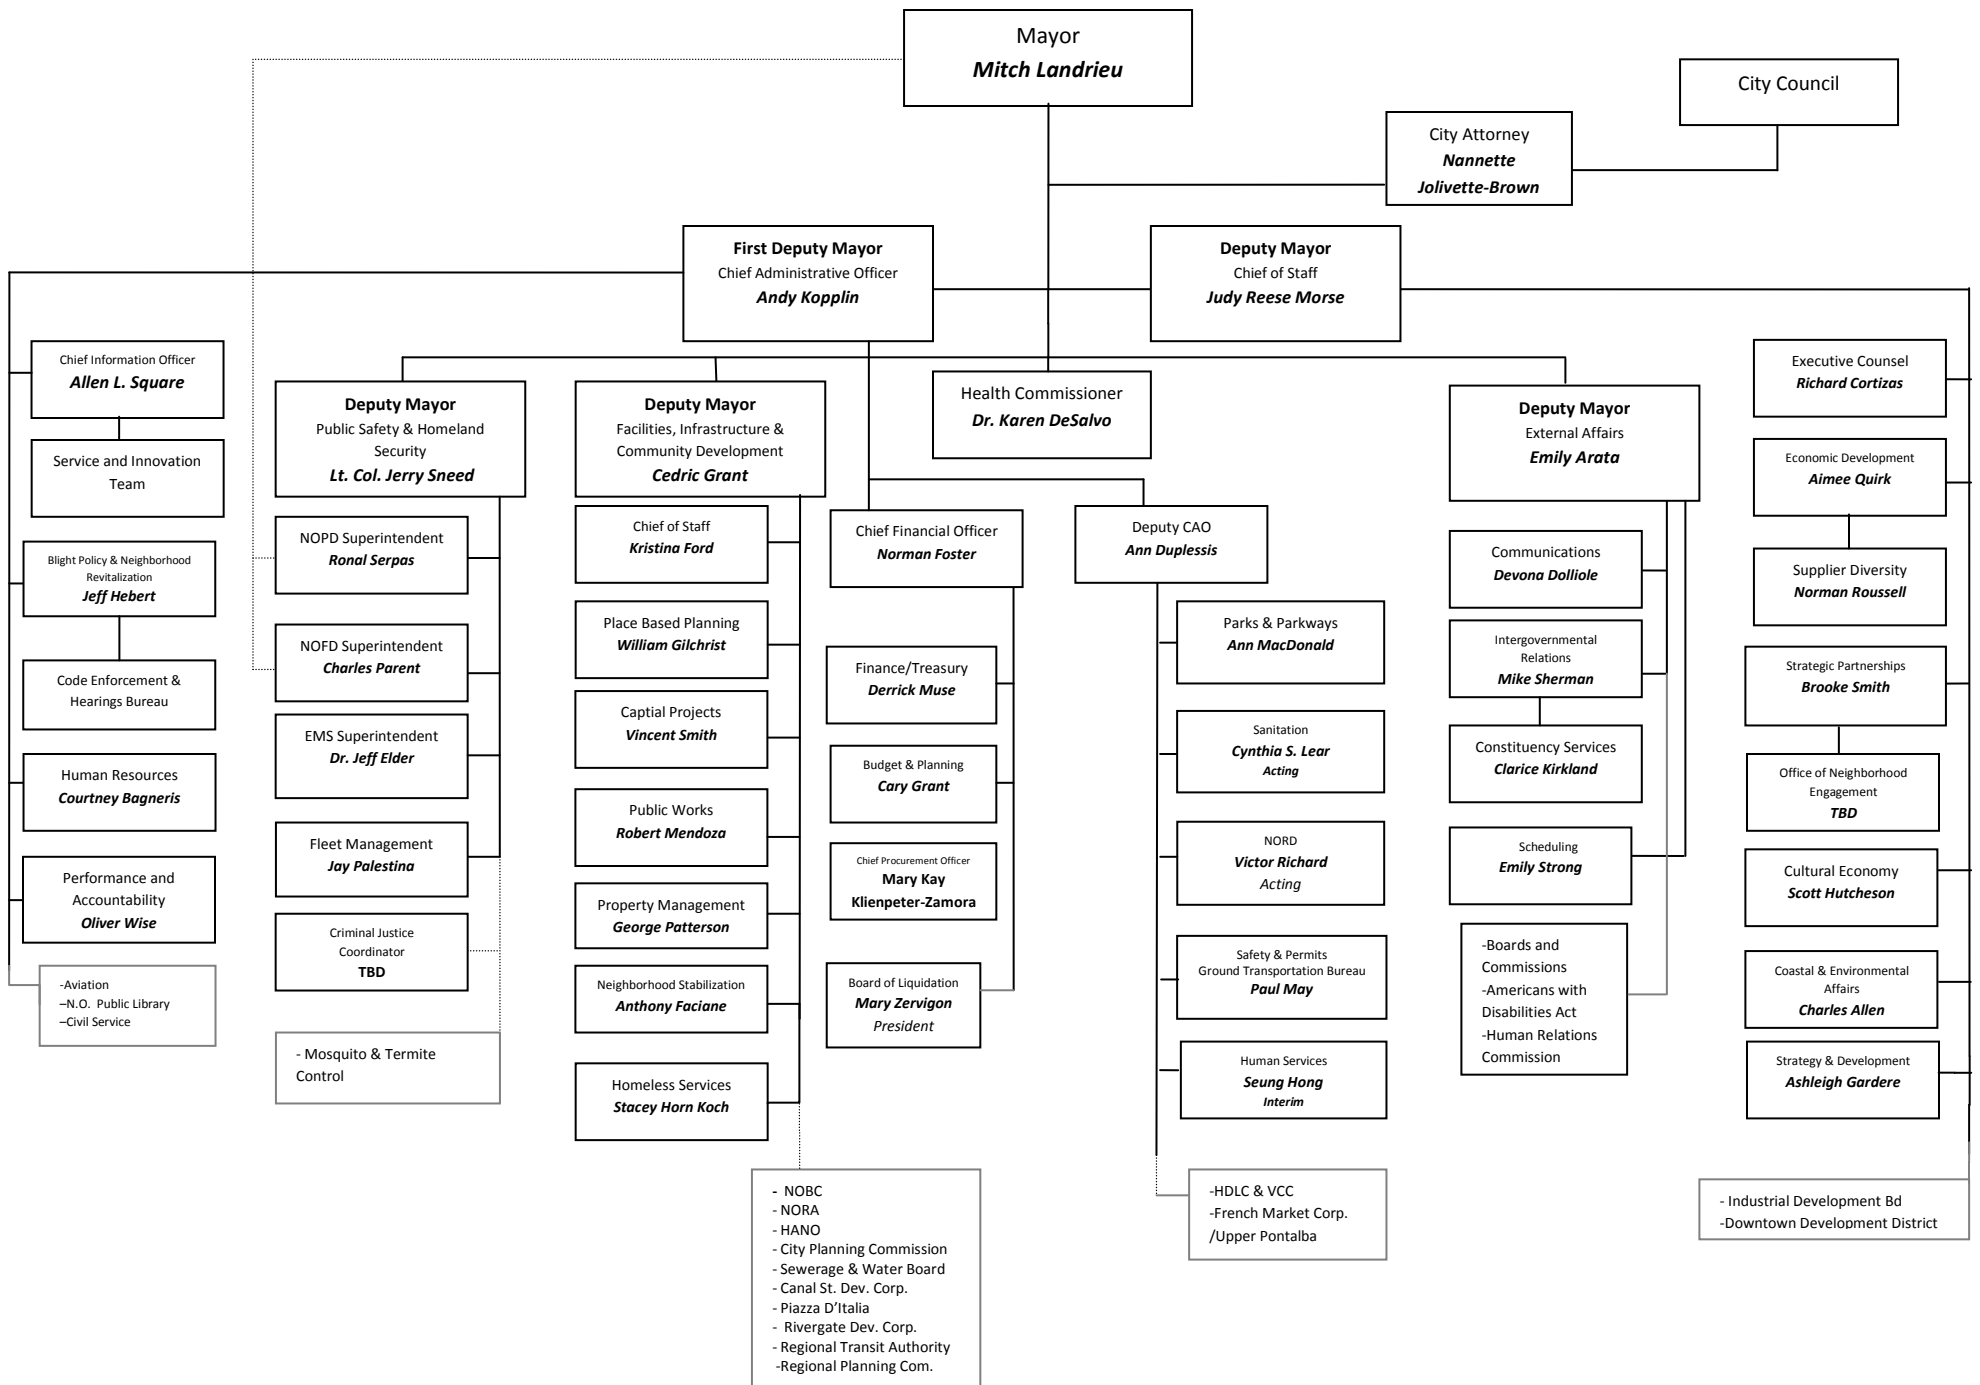 Mayor
Mitch Landrieu
City Council
City Attorney
Nannette
Jolivette-Brown
First Deputy Mayor
Chief Administrative Officer
Andy Kopplin
Deputy Mayor
Chief of Staff
Judy Reese Morse
Chief Information Officer
Allen L. Square
Service and Innovation
Team
Blight Policy & Neighborhood
Revitalization
Jeff Hebert
Code Enforcement &
Hearings Bureau
Human Resources
Courtney Bagneris
Performance and
Accountability
Oliver Wise
-Aviation
–N.O. Public Library
–Civil Service
Deputy Mayor
Public Safety & Homeland
Security
Lt. Col. Jerry Sneed
NOPD Superintendent
Ronal Serpas
NOFD Superintendent
Charles Parent
EMS Superintendent
Dr. Jeff Elder
Fleet Management
Jay Palestina
Criminal Justice
Coordinator
TBD
- Mosquito & Termite
Control
Deputy Mayor
Facilities, Infrastructure &
Community Development
Cedric Grant
Chief of Staff
Kristina Ford
Place Based Planning
William Gilchrist
Captial Projects
Vincent Smith
Public Works
Robert Mendoza
Property Management
George Patterson
Neighborhood Stabilization
Anthony Faciane
Homeless Services
Stacey Horn Koch
- NOBC
- NORA
- HANO
- City Planning Commission
- Sewerage & Water Board
- Canal St. Dev. Corp.
- Piazza D’Italia
- Rivergate Dev. Corp.
- Regional Transit Authority
-Regional Planning Com.
Health Commissioner
Dr. Karen DeSalvo
Chief Financial Officer
Norman Foster
Finance/Treasury
Derrick Muse
Budget & Planning
Cary Grant
Chief Procurement Officer
Mary Kay
Klienpeter-Zamora
Board of Liquidation
Mary Zervigon
President
Deputy CAO
Ann Duplessis
Parks & Parkways
Ann MacDonald
Sanitation
Cynthia S. Lear
Acting
NORD
Victor Richard
Acting
Safety & Permits
Ground Transportation Bureau
Paul May
Human Services
Seung Hong
Interim
-HDLC & VCC
-French Market Corp.
/Upper Pontalba
Deputy Mayor
External Affairs
Emily Arata
Communications
Devona Dolliole
Intergovernmental
Relations
Mike Sherman
Constituency Services
Clarice Kirkland
Scheduling
Emily Strong
-Boards and
Commissions
-Americans with
Disabilities Act
-Human Relations
Commission
Executive Counsel
Richard Cortizas
Economic Development
Aimee Quirk
Supplier Diversity
Norman Roussell
Strategic Partnerships
Brooke Smith
Office of Neighborhood
Engagement
TBD
Cultural Economy
Scott Hutcheson
Coastal & Environmental
Affairs
Charles Allen
Strategy & Development
Ashleigh Gardere
- Industrial Development Bd
-Downtown Development District